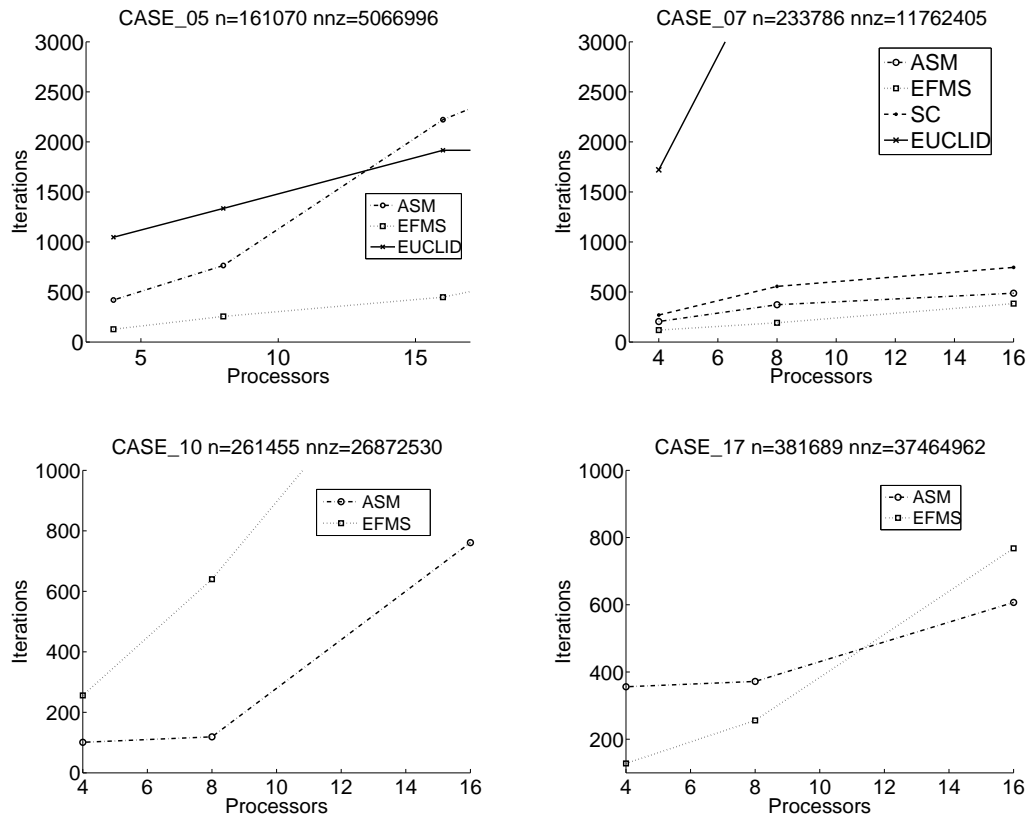 CASE_05 n=161070 nnz=5066996
3000
2500
2000
1500
1000
500
0
Iterations
ASM
EFMS
EUCLID
5 10 15
Processors
CASE_07 n=233786 nnz=11762405
3000
2500
2000
1500
1000
500
0
Iterations
ASM
EFMS
SC
EUCLID
4 6 8 10 12 14 16
Processors
CASE_10 n=261455 nnz=26872530
1000
800
600
400
200
0
Iterations
ASM
EFMS
4 6 8 10 12 14 16
Processors
CASE_17 n=381689 nnz=37464962
1000
800
600
400
200
Iterations
ASM
EFMS
4 6 8 10 12 14 16
Processors